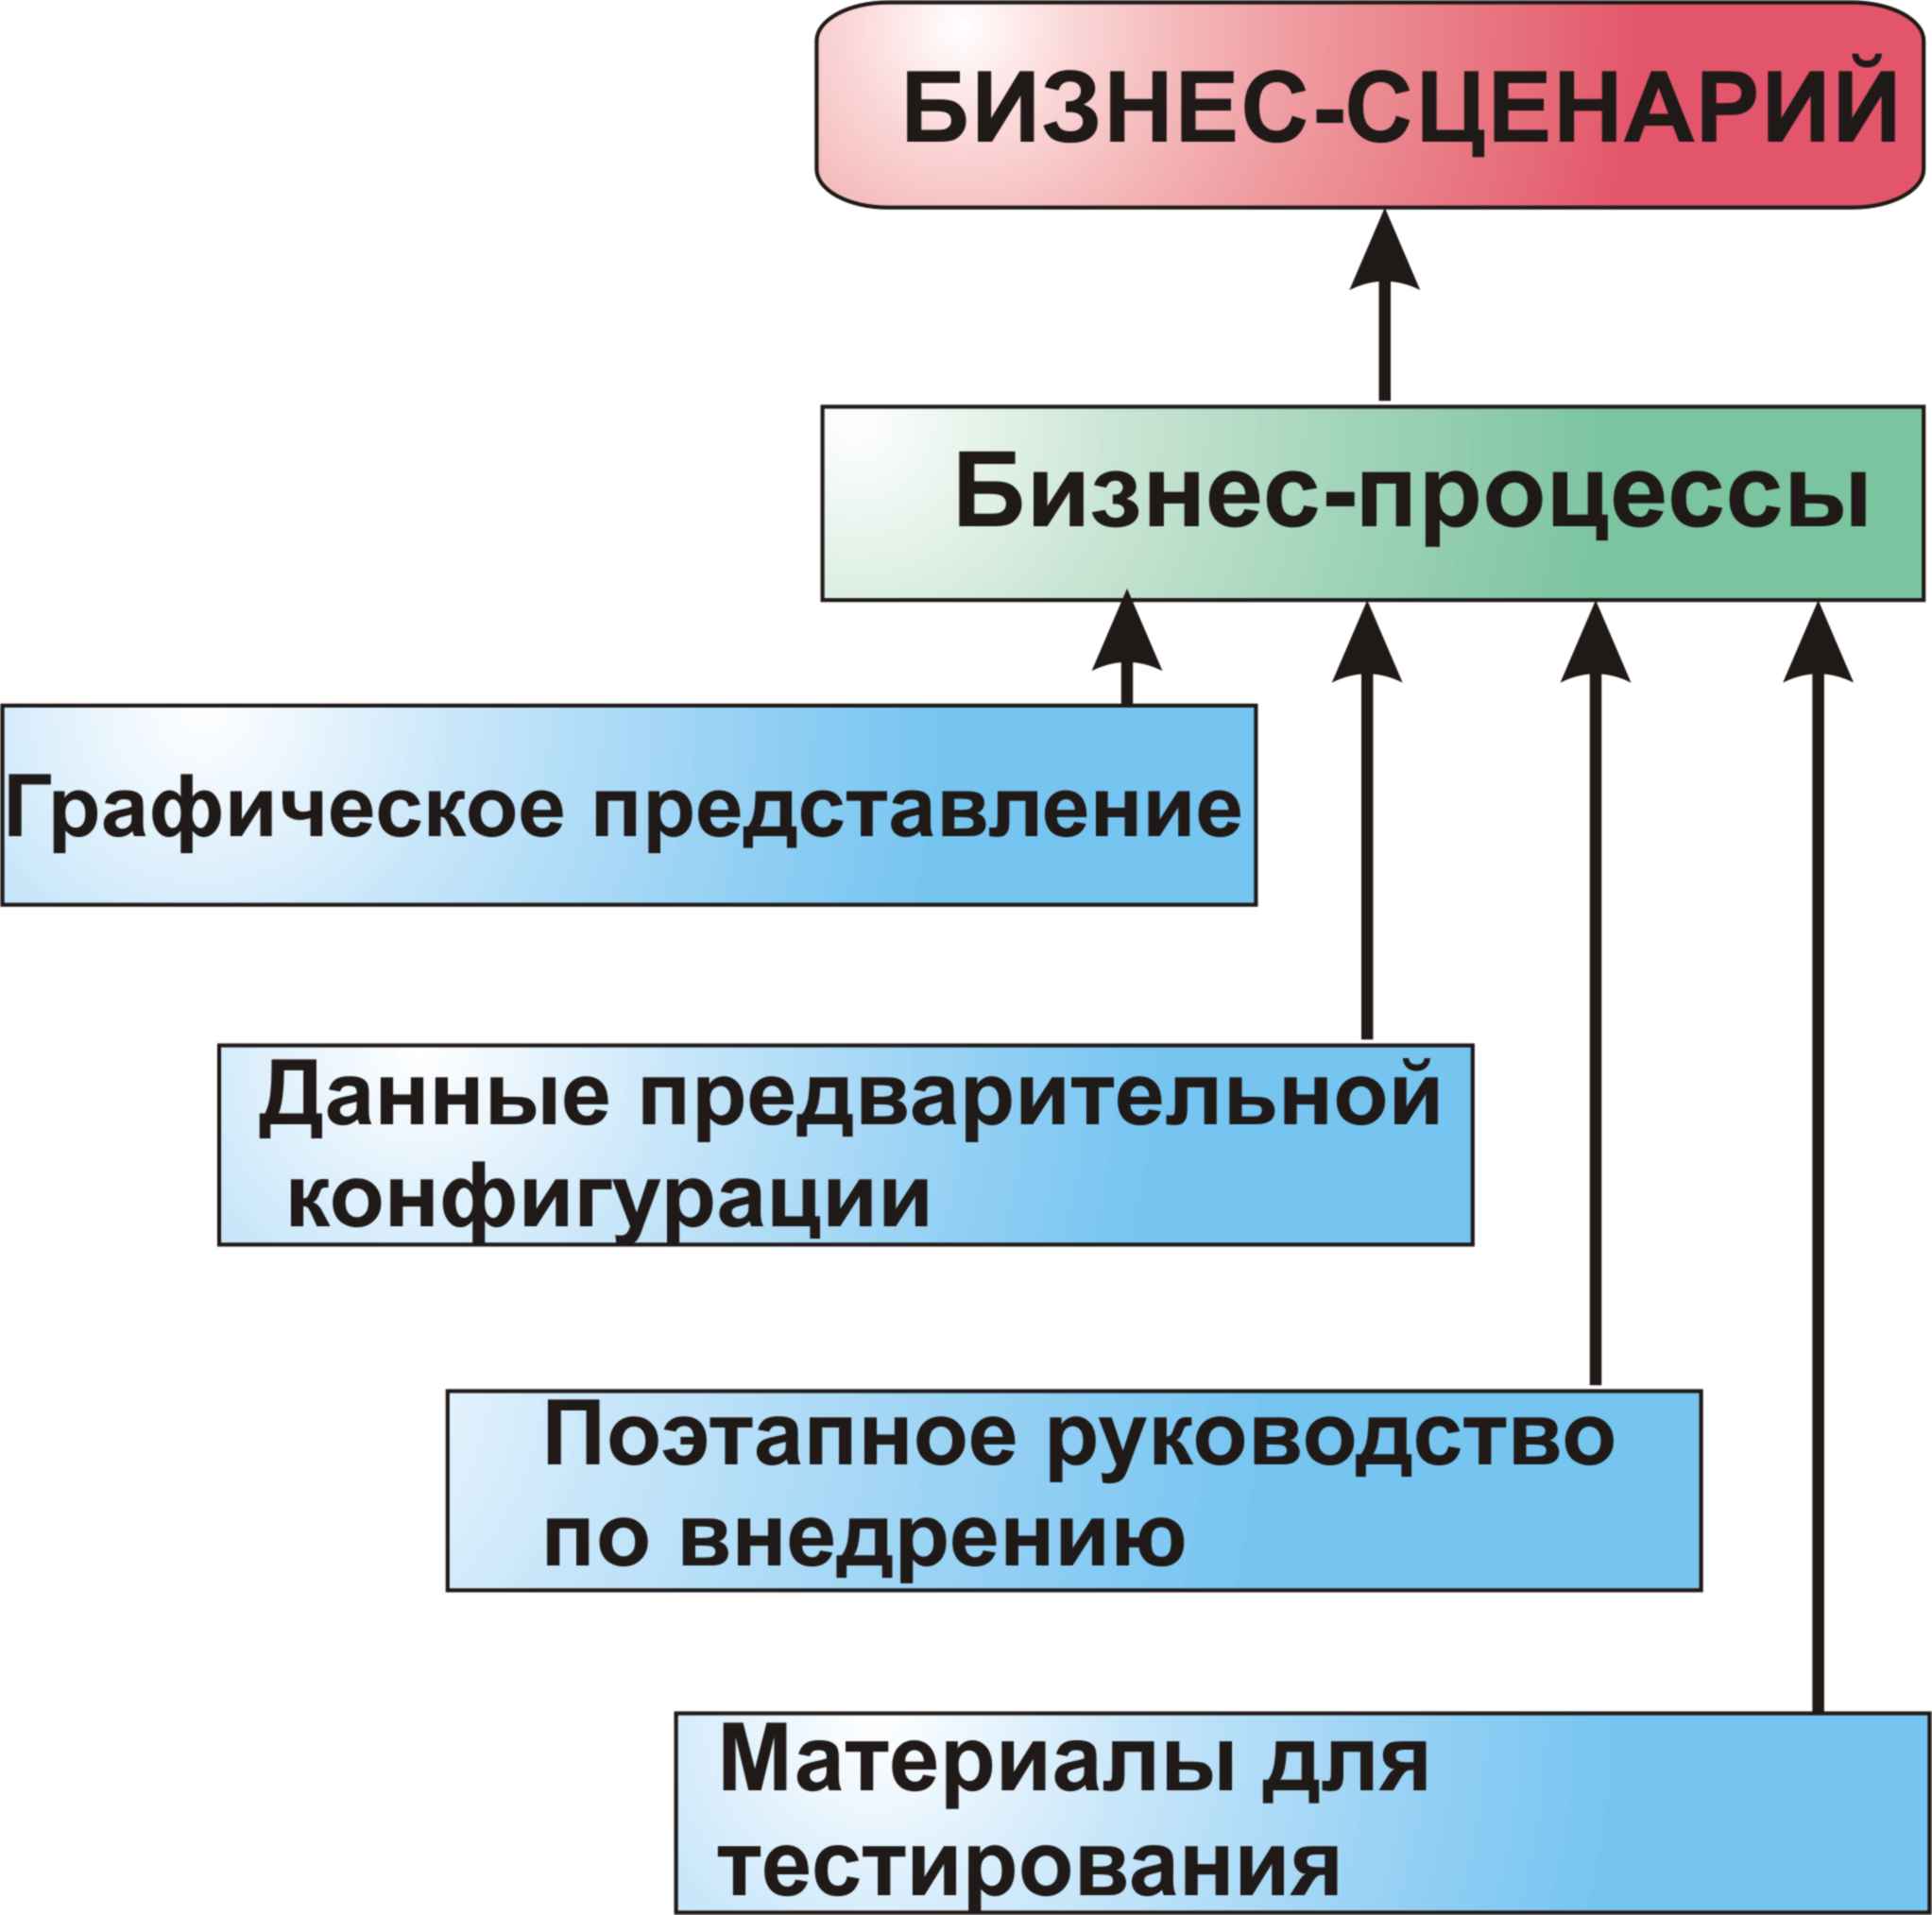 БИЗНЕС-СЦЕНАРИЙ
Бизнес-процессы
Графическое представление
Данные предварительной
конфигурации
Поэтапное руководство
по внедрению
Материалы для
тестирования